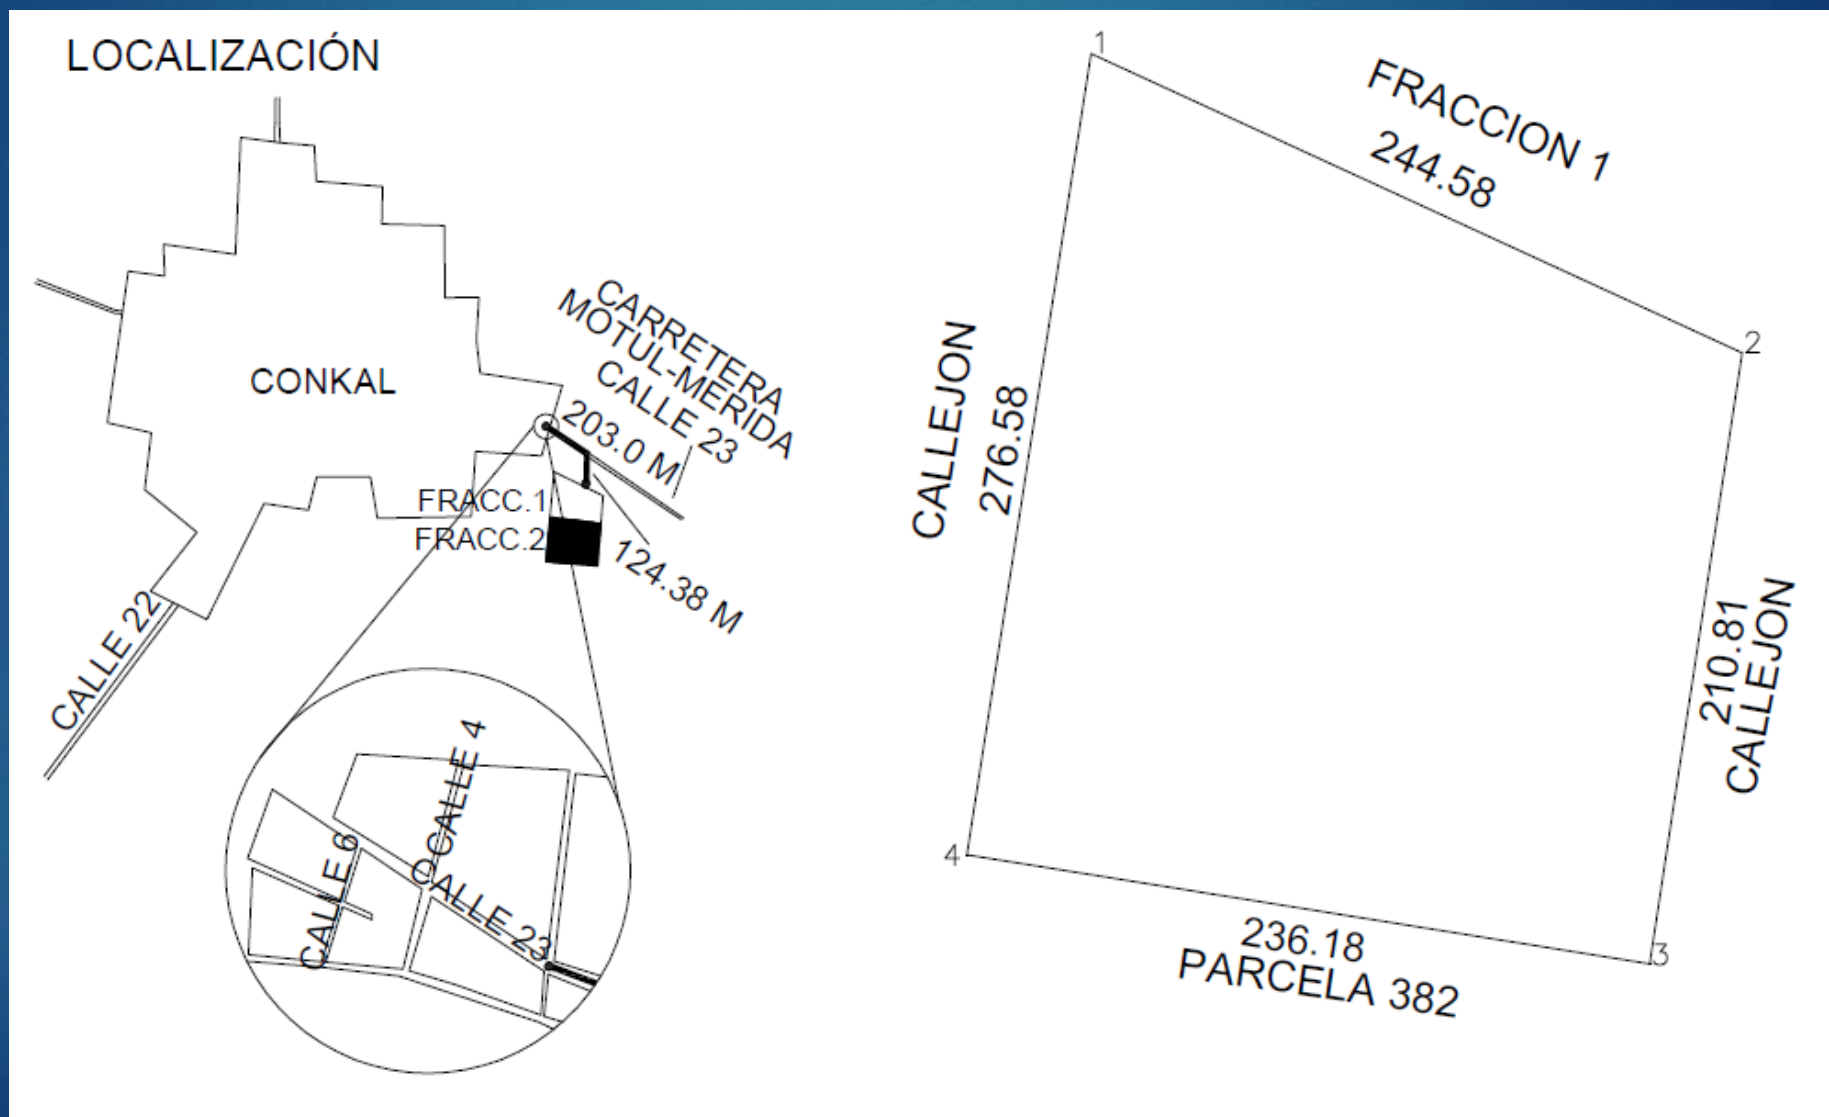 LOCALIZACIÓN
CONKAL
CARRETERA
MOTUL-MERIDA
CALLE 23
203.0 M
FRACC.1
FRACC.2
124.38 M
CALLE 22
CALLE 4
CALLE 6
CALLE 23
1
FRACCION 1
244.58
2
CALLEJON
276.58
210.81
CALLEJON
4
3
236.18
PARCELA 382